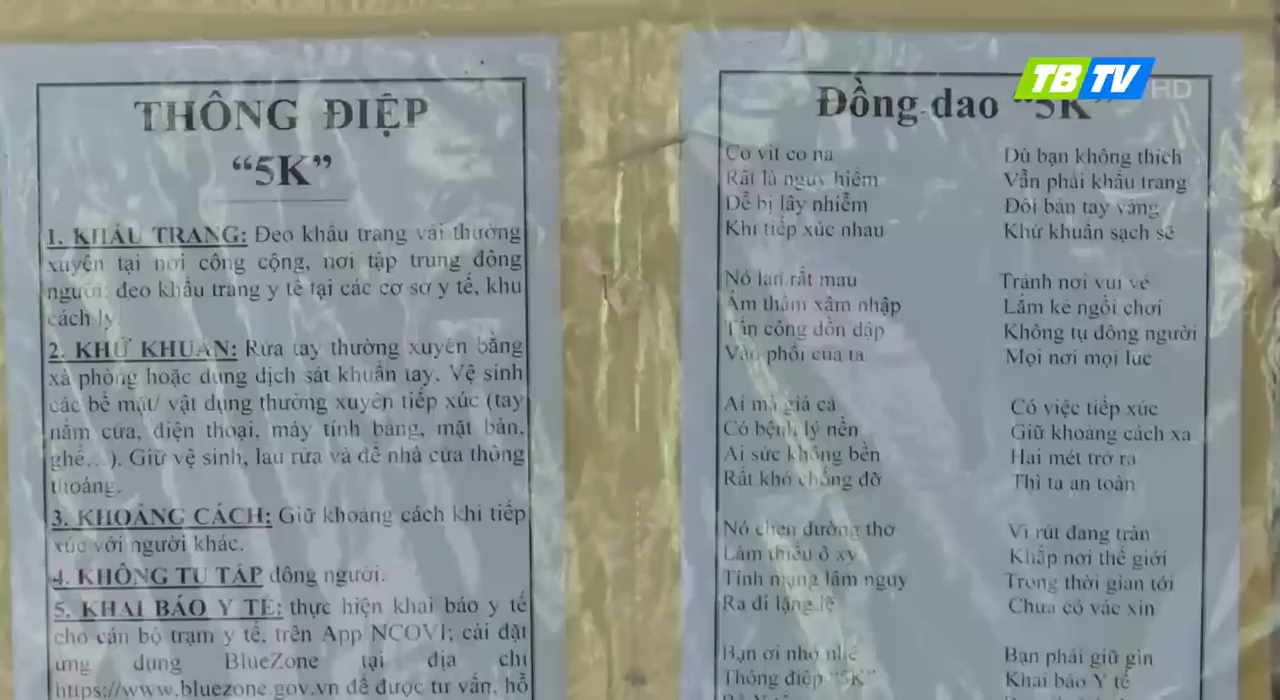 TBTV HD
THÔNG ĐIỆP
“5K”
1. KHẨU TRANG: Đeo khẩu trang vải thường
xuyên tại nơi công cộng, nơi tập trung đông
người; đeo khẩu trang y tế tại các cơ sở y tế, khu
cách ly.
2. KHỬ KHUẨN: Rửa tay thường xuyên bằng
xà phòng hoặc dung dịch sát khuẩn tay. Vệ sinh
các bề mặt/ vật dụng thường xuyên tiếp xúc (tay
nắm cửa, điện thoại, máy tính bảng, mặt bàn,
ghế...). Giữ vệ sinh, lau rửa và để nhà cửa thông
thoáng.
3. KHOẢNG CÁCH: Giữ khoảng cách khi tiếp
xúc với người khác.
4. KHÔNG TỤ TẬP đông người.
5. KHAI BÁO Y TẾ: thực hiện khai báo y tế
cho cán bộ trạm y tế, trên App NCOVI; cài đặt
ứng dụng BlueZone tại địa chỉ
https://www.bluezone.gov.vn để được tư vấn, hỗ
Đồng dao “5K”
Cô vít cô na
Rất là nguy hiểm
Dễ bị lây nhiễm
Khi tiếp xúc nhau
Nó lan rất mau
Âm thầm xâm nhập
Tấn công dồn dập
Vào phổi của ta
Ai mà già cả
Có bệnh lý nền
Ai sức không bền
Rất khó chống đỡ
Nó chẹn đường thở
Làm thiếu ô xy
Tính mạng lâm nguy
Ra đi lặng lẽ
Bạn ơi nhớ nhé
Thông điệp “5K”
Dù bạn không thích
Vẫn phải khẩu trang
Đôi bàn tay vàng
Khử khuẩn sạch sẽ
Tránh nơi vui vẻ
Lắm kẻ ngồi chơi
Không tụ đông người
Mọi nơi mọi lúc
Có việc tiếp xúc
Giữ khoảng cách xa
Hai mét trở ra
Thì ta an toàn
Vi rút đang tràn
Khắp nơi thế giới
Trong thời gian tới
Chưa có vác xin
Bạn phải giữ gìn
Khai báo Y tế